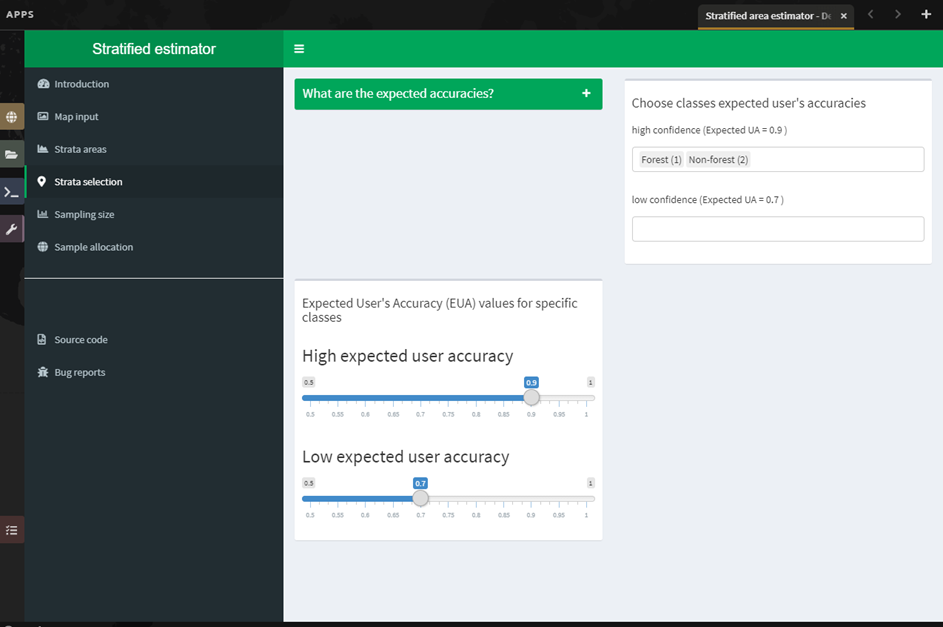 APPS
Stratified area estimator - De
Stratified estimator
Introduction
Map input
Strata areas
Strata selection
Sampling size
Sample allocation
Source code
Bug reports
What are the expected accuracies?
Choose classes expected user's accuracies
high confidence (Expected UA = 0.9 )
Forest (1) Non-forest (2)
low confidence (Expected UA = 0.7 )
Expected User's Accuracy (EUA) values for specific
classes
High expected user accuracy
0.5 0.9 1
0.5 0.55 0.6 0.65 0.7 0.75 0.8 0.85 0.9 0.95 1
Low expected user accuracy
0.5 0.7 1
0.5 0.55 0.6 0.65 0.7 0.75 0.8 0.85 0.9 0.95 1